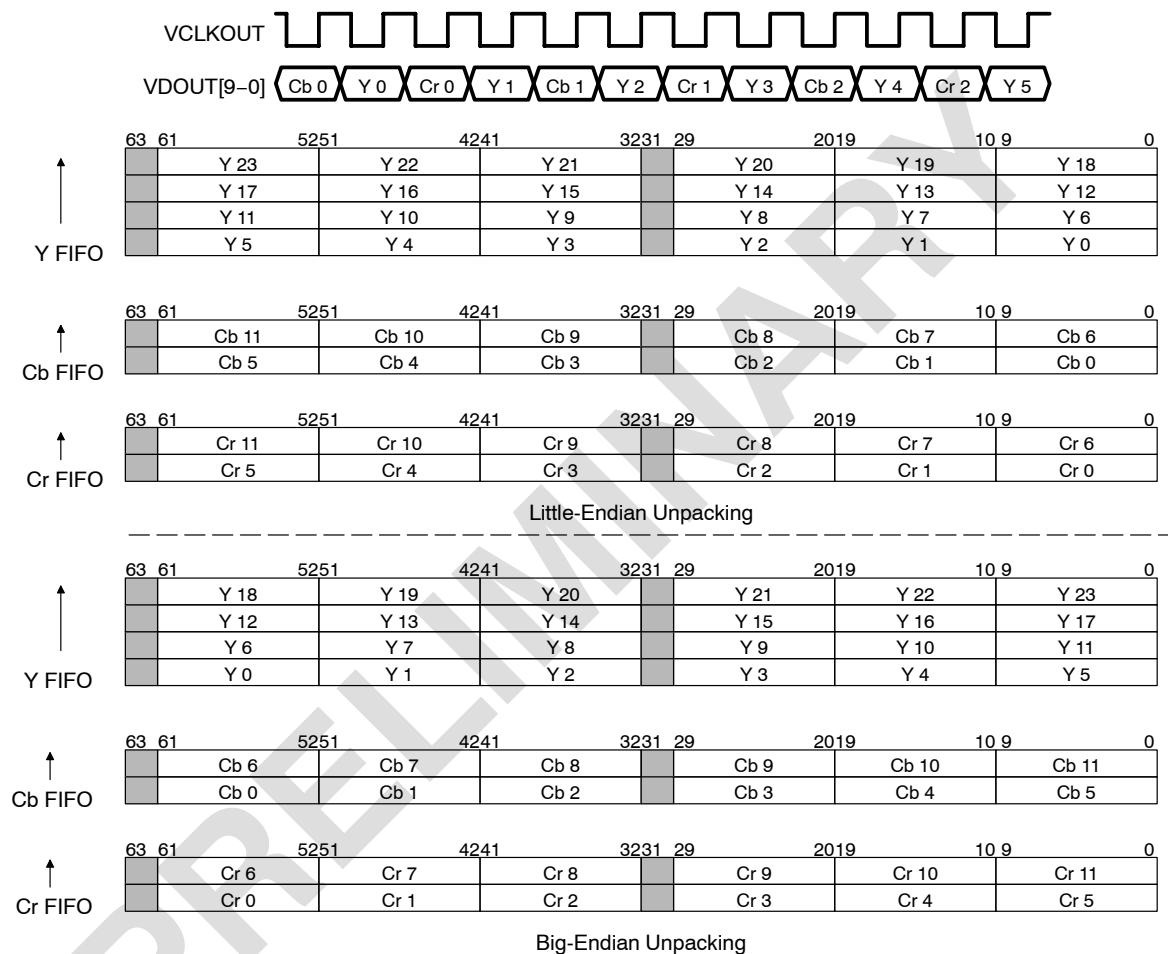 VCLKOUT
VDOUT[9−0] Cb 0 Y 0 Cr 0 Y 1 Cb 1 Y 2 Cr 1 Y 3 Cb 2 Y 4 Cr 2 Y 5
63 61 5251 4241 3231 29 2019 10 9 0
Y 23 Y 22 Y 21 Y 20 Y 19 Y 18
Y 17 Y 16 Y 15 Y 14 Y 13 Y 12
Y 11 Y 10 Y 9 Y 8 Y 7 Y 6
Y FIFO Y 5 Y 4 Y 3 Y 2 Y 1 Y 0
63 61 5251 4241 3231 29 2019 10 9 0
Cb 11 Cb 10 Cb 9 Cb 8 Cb 7 Cb 6
Cb FIFO Cb 5 Cb 4 Cb 3 Cb 2 Cb 1 Cb 0
63 61 5251 4241 3231 29 2019 10 9 0
Cr 11 Cr 10 Cr 9 Cr 8 Cr 7 Cr 6
Cr FIFO Cr 5 Cr 4 Cr 3 Cr 2 Cr 1 Cr 0
Little-Endian Unpacking
63 61 5251 4241 3231 29 2019 10 9 0
Y 18 Y 19 Y 20 Y 21 Y 22 Y 23
Y 12 Y 13 Y 14 Y 15 Y 16 Y 17
Y 6 Y 7 Y 8 Y 9 Y 10 Y 11
Y FIFO Y 0 Y 1 Y 2 Y 3 Y 4 Y 5
63 61 5251 4241 3231 29 2019 10 9 0
Cb 6 Cb 7 Cb 8 Cb 9 Cb 10 Cb 11
Cb FIFO Cb 0 Cb 1 Cb 2 Cb 3 Cb 4 Cb 5
63 61 5251 4241 3231 29 2019 10 9 0
Cr 6 Cr 7 Cr 8 Cr 9 Cr 10 Cr 11
Cr FIFO Cr 0 Cr 1 Cr 2 Cr 3 Cr 4 Cr 5
Big-Endian Unpacking
PRELIMINARY